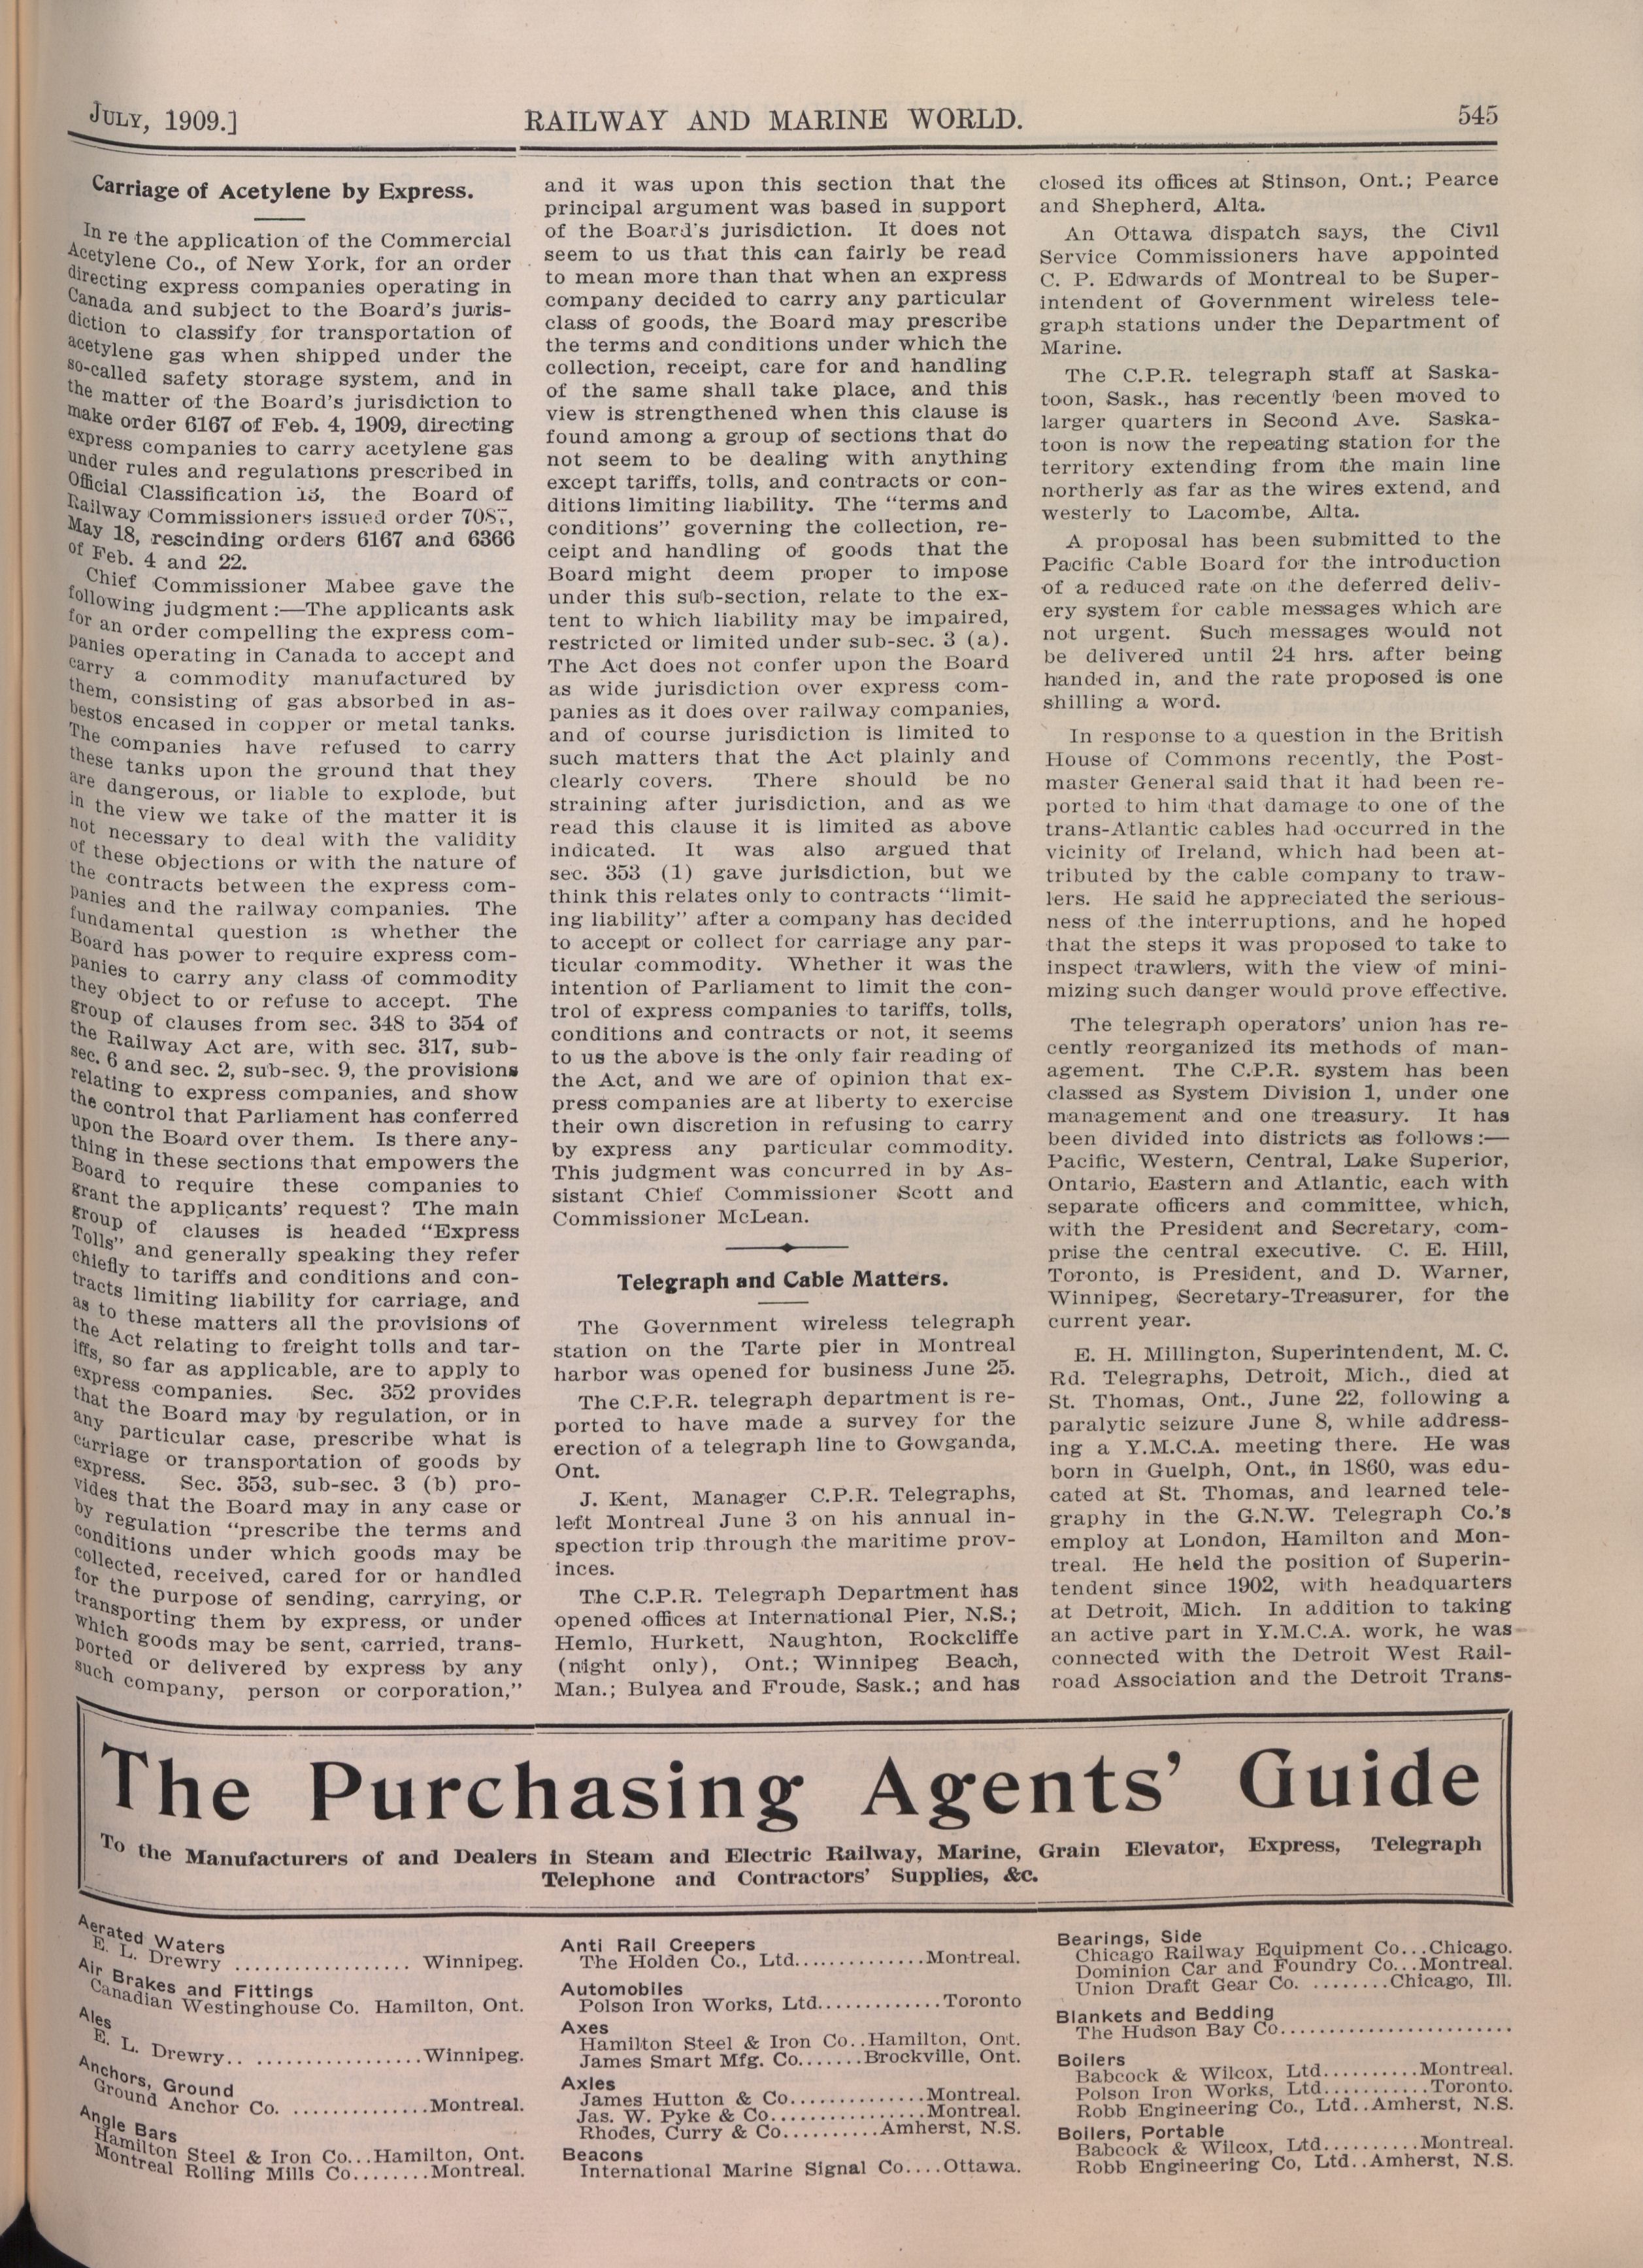 JULY, 1909.]
RAILWAY AND MARINE WORLD.
545
Carriage of Acetylene by Express.
In re the application of the Commercial
Acetylene Co., of New York, for an order
directing express companies operating in
Canada and subject to the Board's juris-
diction to classify for transportation of
acetylene gas when shipped under the
so-called safety storage system, and in
the matter of the Board's jurisdiction to
make order 6167 of Feb. 4, 1909, directing
express companies to carry acetylene gas
under rules and regulations prescribed in
Official Classification 13, the Board of
Railway Commissioners issued order 7087,
May 18, rescinding orders 6167 and 6366
of Feb. 4 and 22.
Chief Commissioner Mabee gave the
following judgment:—The applicants ask
for an order compelling the express com-
panies operating in Canada to accept and
carry a commodity manufactured by
them, consisting of gas absorbed in as-
bestos encased in copper or metal tanks.
The companies have refused to carry
these tanks upon the ground that they
are dangerous, or liable to explode, but
in the view we take of the matter it is
not necessary to deal with the validity
of these objections or with the nature of
the contracts between the express com-
panies and the railway companies. The
fundamental question is whether the
Board has power to require express com-
panies to carry any class of commodity
they object to or refuse to accept. The
group of clauses from sec. 348 to 354 of
the Railway Act are, with sec. 317, sub-
sec. 6 and sec. 2, sub-sec. 9, the provisions
relating to express companies, and show
the control that Parliament has conferred
upon the Board over them. Is there any-
thing in these sections that empowers the
Board to require these companies to
grant the applicants' request? The main
group of clauses is headed "Express
Tolls" and generally speaking they refer
chiefly to tariffs and conditions and con-
tracts limiting liability for carriage, and
as to these matters all the provisions of
the Act relating to freight tolls and tar-
iffs, so far as applicable, are to apply to
express companies. Sec. 352 provides
that the Board may by regulation, or in
any particular case, prescribe what is
carriage or transportation of goods by
express. Sec. 353, sub-sec. 3 (b) pro-
vides that the Board may in any case or
by regulation "prescribe the terms and
conditions under which goods may be
collected, received, cared for or handled
for the purpose of sending, carrying, or
transporting them by express, or under
which goods may be sent, carried, trans-
ported or delivered by express by any
such company, person or corporation,"
and it was upon this section that the
principal argument was based in support
of the Board's jurisdiction. It does not
seem to us that this can fairly be read
to mean more than that when an express
company decided to carry any particular
class of goods, the Board may prescribe
the terms and conditions under which the
collection, receipt, care for and handling
of the same shall take place, and this
view is strengthened when this clause is
found among a group of sections that do
not seem to be dealing with anything
except tariffs, tolls, and contracts or con-
ditions limiting liability. The "terms and
conditions" governing the collection, re-
ceipt and handling of goods that the
Board might deem proper to impose
under this sub-section, relate to the ex-
tent to which liability may be impaired,
restricted or limited under sub-sec. 3 (a).
The Act does not confer upon the Board
as wide jurisdiction over express com-
panies as it does over railway companies,
and of course jurisdiction is limited to
such matters that the Act plainly and
clearly covers. There should be no
straining after jurisdiction, and as we
read this clause it is limited as above
indicated. It was also argued that
sec. 353 (1) gave jurisdiction, but we
think this relates only to contracts "limit-
ing liability" after a company has decided
to accept or collect for carriage any par-
ticular commodity. Whether it was the
intention of Parliament to limit the con-
trol of express companies to tariffs, tolls,
conditions and contracts or not, it seems
to us the above is the only fair reading of
the Act, and we are of opinion that ex-
press companies are at liberty to exercise
their own discretion in refusing to carry
by express any particular commodity.
This judgment was concurred in by As-
sistant Chief Commissioner Scott and
Commissioner McLean.
Telegraph and Cable Matters.
The Government wireless telegraph
station on the Tarte pier in Montreal
harbor was opened for business June 25.
The C.P.R. telegraph department is re-
ported to have made a survey for the
erection of a telegraph line to Gowganda,
Ont.
J. Kent, Manager C.P.R. Telegraphs,
left Montreal June 3 on his annual in-
spection trip through the maritime prov-
inces.
The C.P.R. Telegraph Department has
opened offices at International Pier, N.S.;
Hemlo, Hurkett, Naughton, Rockcliffe
(night only), Ont.; Winnipeg Beach,
Man.; Bulyea and Froude, Sask.; and has
closed its offices at Stinson, Ont.; Pearce
and Shepherd, Alta.
An Ottawa dispatch says, the Civil
Service Commissioners have appointed
C. P. Edwards of Montreal to be Super-
intendent of Government wireless tele-
graph stations under the Department of
Marine.
The C.P.R. telegraph staff at Saska-
toon, Sask., has recently been moved to
larger quarters in Second Ave. Saska-
toon is now the repeating station for the
territory extending from the main line
northerly as far as the wires extend, and
westerly to Lacombe, Alta.
A proposal has been submitted to the
Pacific Cable Board for the introduction
of a reduced rate on the deferred deliv-
ery system for cable messages which are
not urgent. Such messages would not
be delivered until 24 hrs. after being
handed in, and the rate proposed is one
shilling a word.
In response to a question in the British
House of Commons recently, the Post-
master General said that it had been re-
ported to him that damage to one of the
trans-Atlantic cables had occurred in the
vicinity of Ireland, which had been at-
tributed by the cable company to traw-
lers. He said he appreciated the serious-
ness of the interruptions, and he hoped
that the steps it was proposed to take to
inspect trawlers, with the view of mini-
mizing such danger would prove effective.
The telegraph operators' union has re-
cently reorganized its methods of man-
agement. The C.P.R. system has been
classed as System Division 1, under one
management and one treasury. It has
been divided into districts as follows:—
Pacific, Western, Central, Lake Superior,
Ontario, Eastern and Atlantic, each with
separate officers and committee, which,
with the President and Secretary, com-
prise the central executive. C. E. Hill,
Toronto, is President, and D. Warner,
Winnipeg, Secretary-Treasurer, for the
current year.
E. H. Millington, Superintendent, M. C.
Rd. Telegraphs, Detroit, Mich., died at
St. Thomas, Ont., June 22, following a
paralytic seizure June 8, while address-
ing a Y.M.C.A. meeting there. He was
born in Guelph, Ont., in 1860, was edu-
cated at St. Thomas, and learned tele-
graphy in the G.N.W. Telegraph Co.'s
employ at London, Hamilton and Mon-
treal. He held the position of Superin-
tendent since 1902, with headquarters
at Detroit, Mich. In addition to taking
an active part in Y.M.C.A. work, he was
connected with the Detroit West Rail-
road Association and the Detroit Trans-
The Purchasing Agents' Guide
To the Manufacturers of and Dealers in Steam and Electric Railway, Marine, Grain Elevator, Express, Telegraph
Telephone and Contractors' Supplies, &c.
Aerated Waters
E. L. Drewry .................. Winnipeg.
Air Brakes and Fittings
Canadian Westinghouse Co. Hamilton, Ont.
Ales
E. L. Drewry.. .................Winnipeg.
Anchors, Ground
Ground Anchor Co. ..............Montreal.
Angle Bars
Hamilton Steel & Iron Co...Hamilton, Ont.
Montreal Rolling Mills Co........Montreal.
Anti Rail Creepers
The Holden Co., Ltd.............Montreal.
Automobiles
Polson Iron Works, Ltd............Toronto
Axes
Hamilton Steel & Iron Co..Hamilton, Ont.
James Smart Mfg. Co.......Brockville, Ont.
Axles
James Hutton & Co..............Montreal.
Jas. W. Pyke & Co................Montreal.
Rhodes, Curry & Co..........Amherst, N.S.
Beacons
International Marine Signal Co....Ottawa.
Bearings, Side
Chicago Railway Equipment Co...Chicago.
Dominion Car and Foundry Co...Montreal.
Union Draft Gear Co. ........Chicago, Ill.
Blankets and Bedding
The Hudson Bay Co........................
Boilers
Babcock & Wilcox, Ltd..........Montreal.
Polson Iron Works, Ltd...........Toronto.
Robb Engineering Co., Ltd..Amherst, N.S.
Boilers, Portable
Babcock & Wilcox, Ltd..........Montreal.
Robb Engineering Co, Ltd..Amherst, N.S.